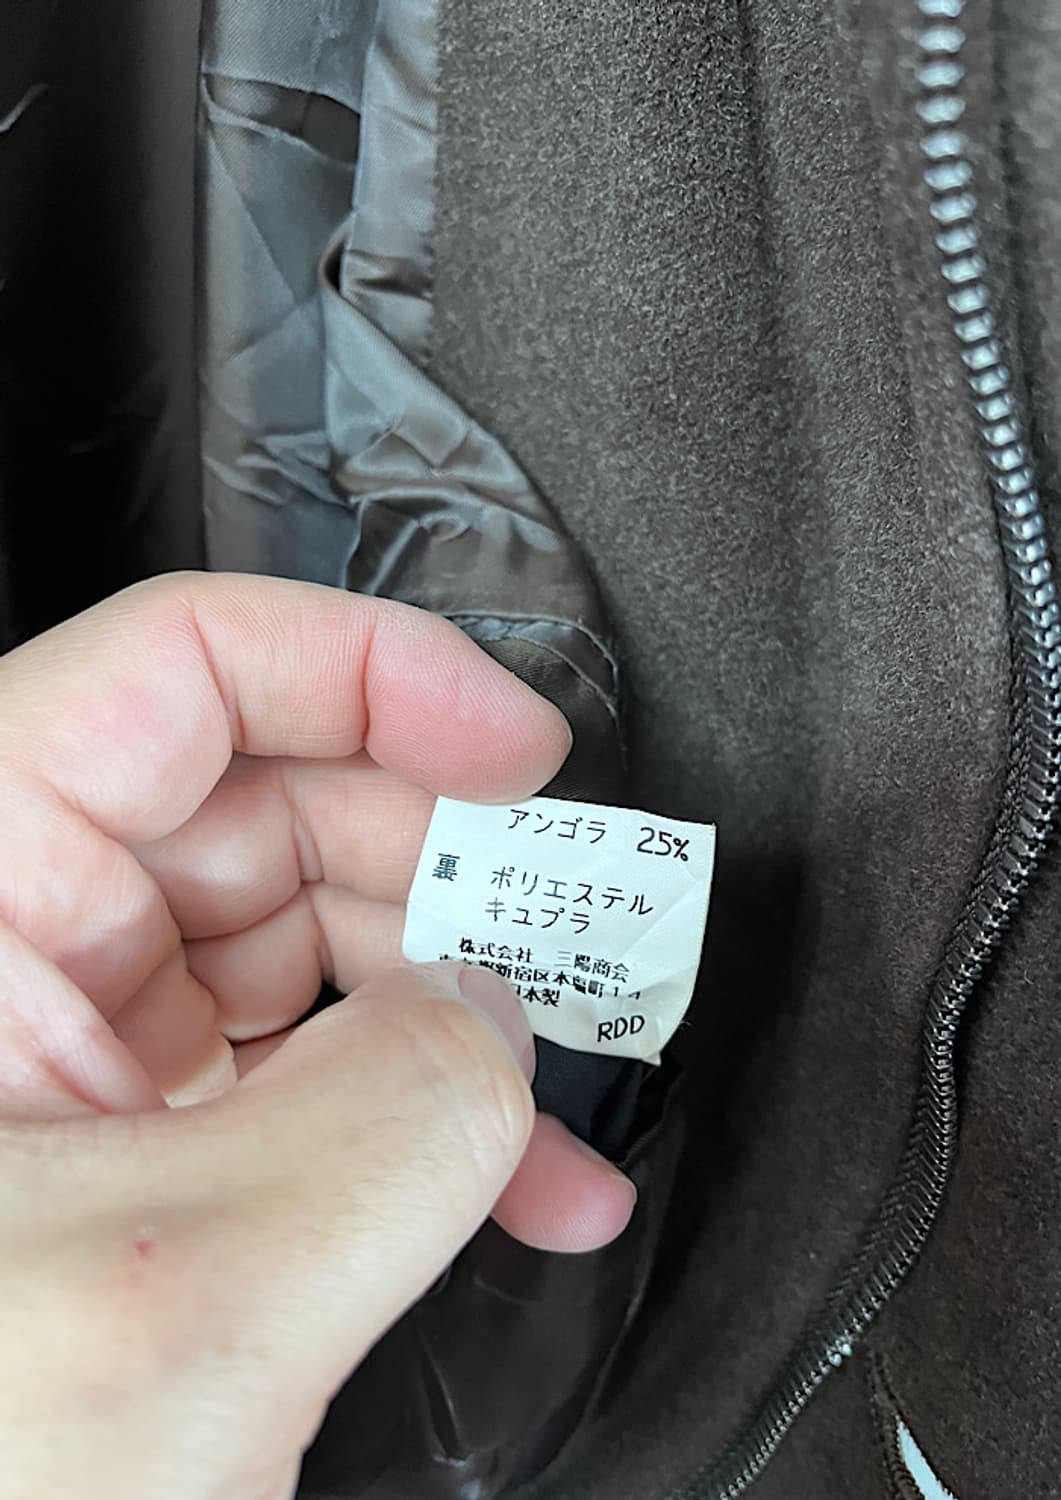 アンゴラ 25%
裏 ポリエステル
キュプラ
株式会社 三陽商会
新宿区本塩町14
日本製
RDD